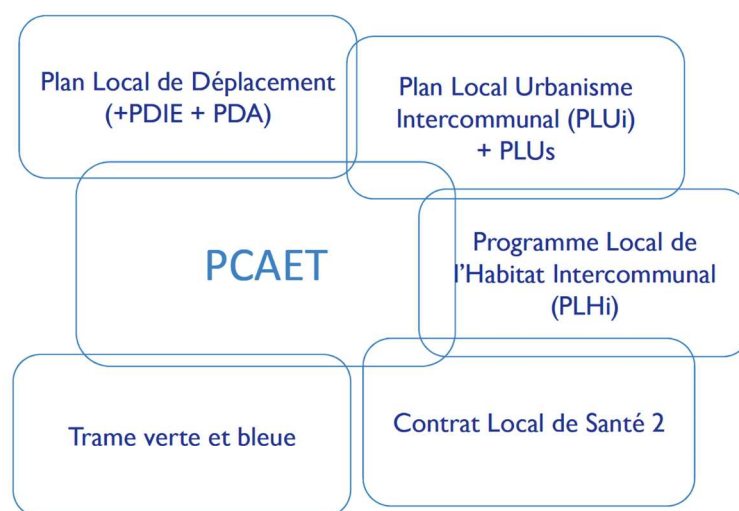 Plan Local de Déplacement
(+PDIE + PDA)
Plan Local Urbanisme
Intercommunal (PLUi)
+ PLUs
PCAET
Programme Local de
l'Habitat Intercommunal
(PLHi)
Trame verte et bleue
Contrat Local de Santé 2